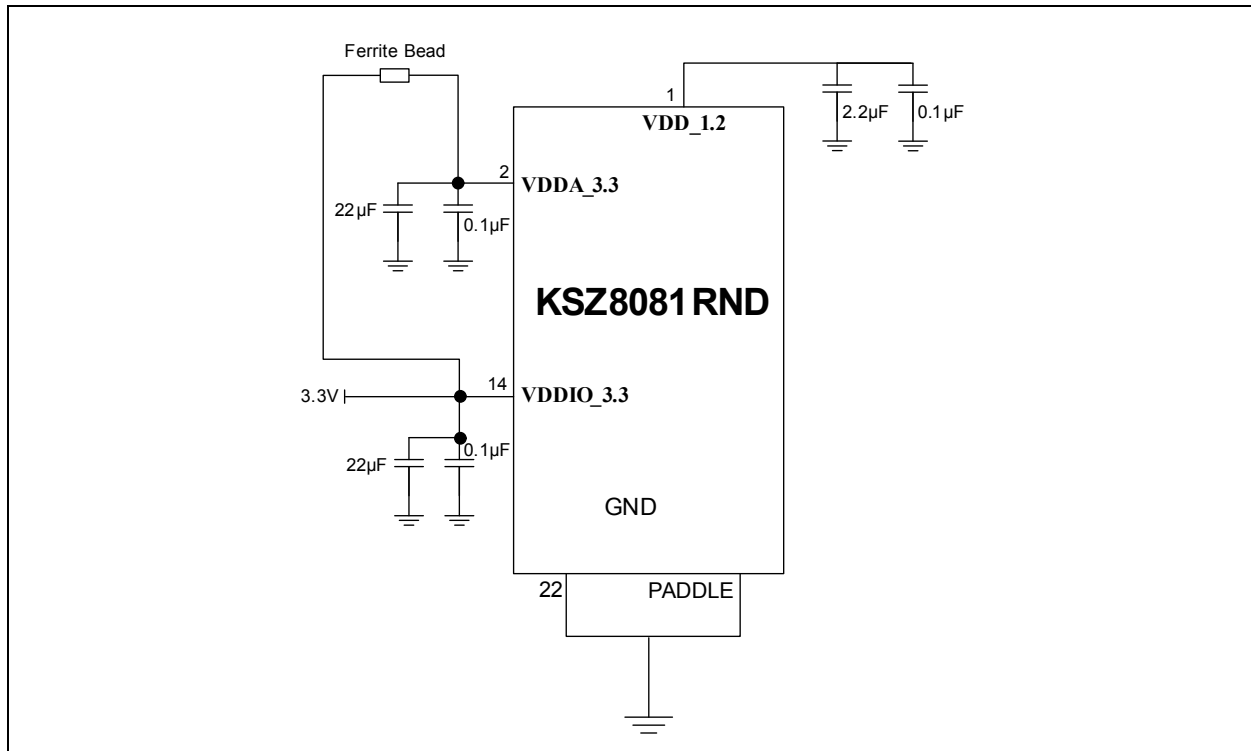 Ferrite Bead
1
VDD_1.2
2.2µF
0.1µF
2
VDDA_3.3
22µF
0.1µF
KSZ8081RND
3.3V
14
VDDIO_3.3
22µF
0.1µF
GND
22
PADDLE